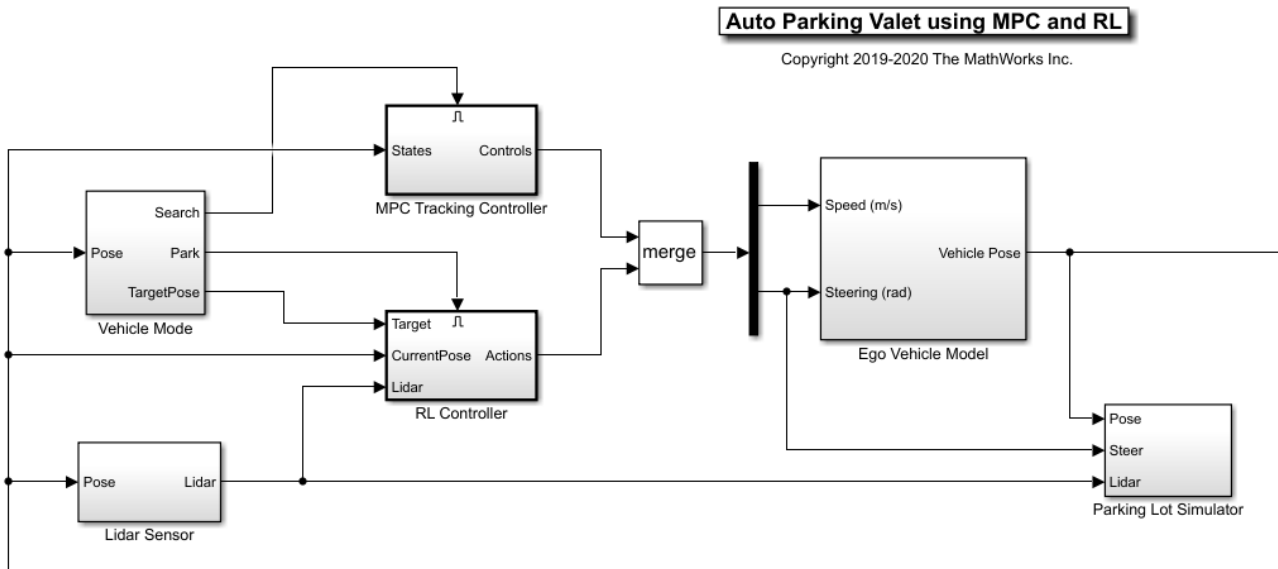 Auto Parking Valet using MPC and RL
Copyright 2019-2020 The MathWorks Inc.
States
Controls
MPC Tracking Controller
Search
Pose
Park
TargetPose
Vehicle Mode
Target
CurrentPose
Actions
Lidar
RL Controller
merge
Speed (m/s)
Vehicle Pose
Steering (rad)
Ego Vehicle Model
Pose
Lidar
Lidar Sensor
Pose
Steer
Lidar
Parking Lot Simulator